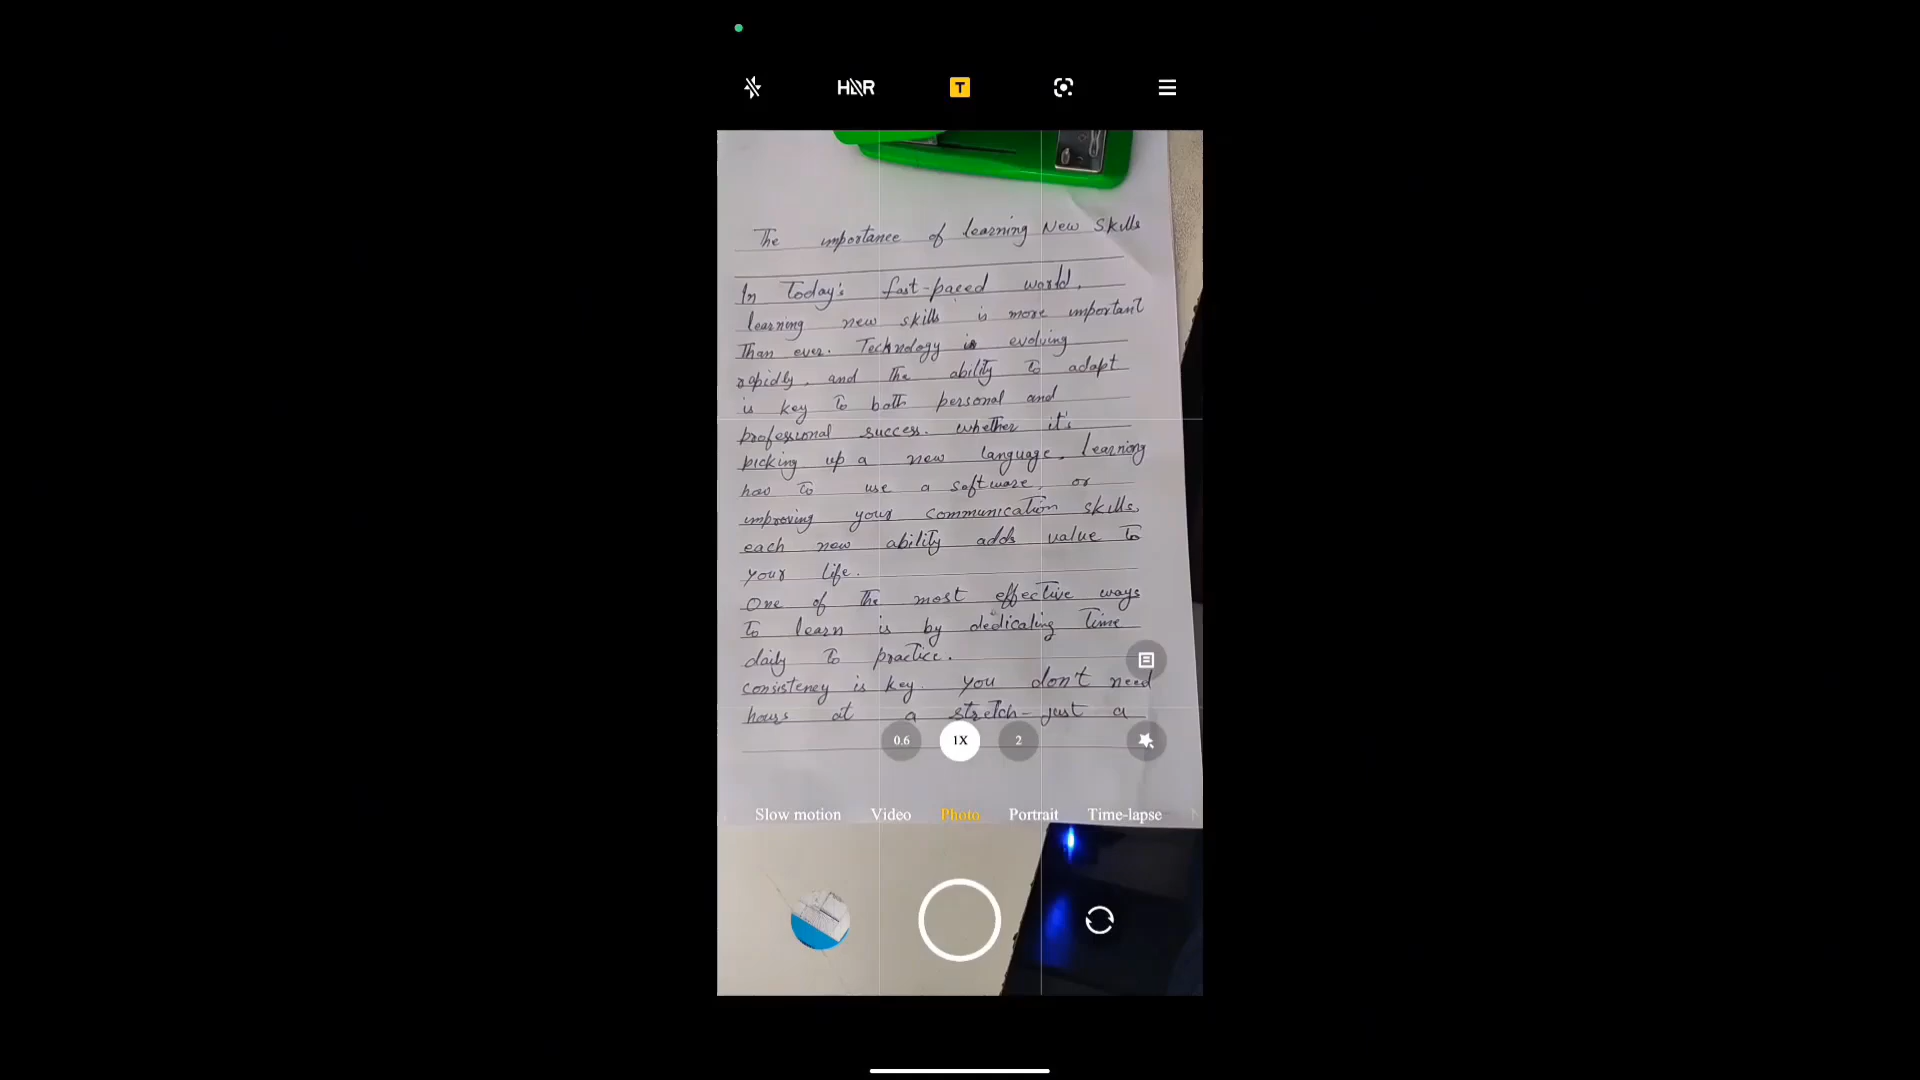 HDR
T
The importance of learning New Skills
In Today's fast-paced world,
learning new skills is more important
Than ever. Technology is evolving
rapidly, and The ability To adapt
is key To both personal and
professional success. Whether it's
picking up a new language, learning
how To use a software, or
improving your communication skills,
each new ability adds value To
your life.
One of The most effective ways
To learn is by dedicating Time
daily To practice.
consistency is key. You don't need
hours at a stretch- just a
0.6 1X 2
Slow motion Video Photo Portrait Time-lapse